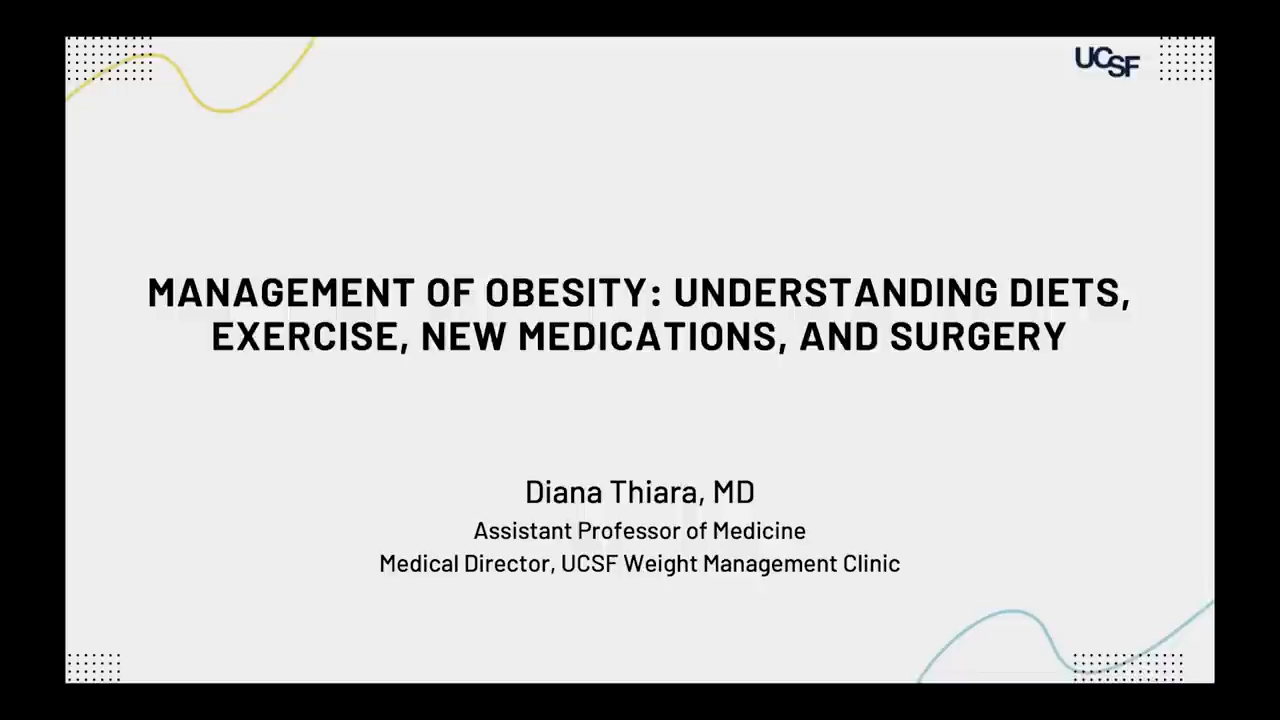 UCSF
MANAGEMENT OF OBESITY: UNDERSTANDING DIETS,
EXERCISE, NEW MEDICATIONS, AND SURGERY
Diana Thiara, MD
Assistant Professor of Medicine
Medical Director, UCSF Weight Management Clinic